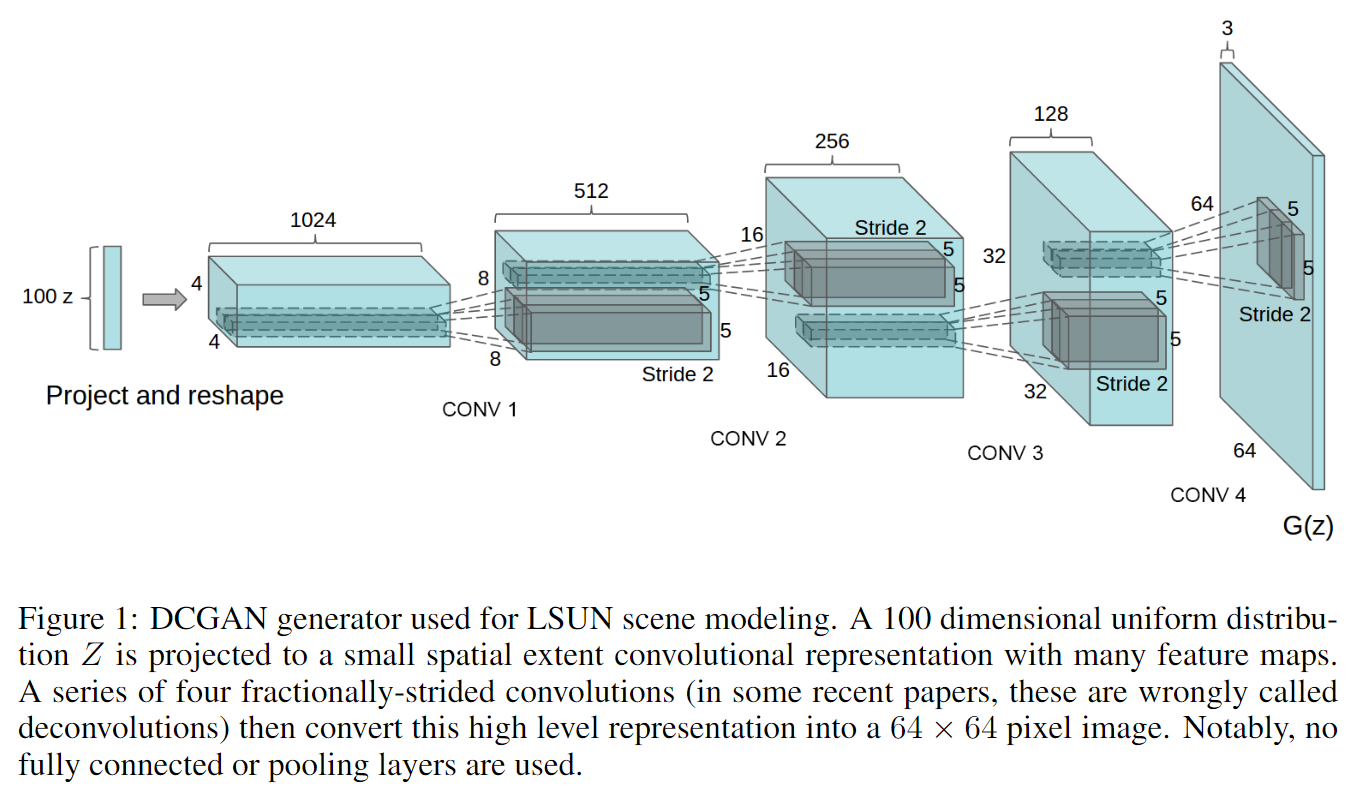 3
128
256
64
5
512
Stride 2
1024
16
5
32
5
8
5
100 z
4
5
5
Stride 2
4
5
5
8
16
Stride 2
Stride 2
32
Project and reshape
CONV 1
CONV 2
CONV 3
64
CONV 4
G(z)
Figure 1: DCGAN generator used for LSUN scene modeling. A 100 dimensional uniform distribu-
tion Z is projected to a small spatial extent convolutional representation with many feature maps.
A series of four fractionally-strided convolutions (in some recent papers, these are wrongly called
deconvolutions) then convert this high level representation into a 64 × 64 pixel image. Notably, no
fully connected or pooling layers are used.